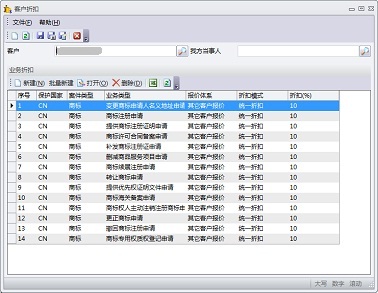 客户折扣
文件(F) 帮助(H)
客户 我方当事人
业务折扣
新建(N) 批量新建 打开(O) 删除(D)
序号 保护国家 案件类型 业务类型 报价体系 折扣模式 折扣(%)
1 CN 商标 变更商标申请人名义地址申请 其它客户报价 统一折扣 10
2 CN 商标 商标注册申请 其它客户报价 统一折扣 10
3 CN 商标 提供商标注册证明申请 其它客户报价 统一折扣 10
4 CN 商标 商标许可合同备案申请 其它客户报价 统一折扣 10
5 CN 商标 补发商标注册证申请 其它客户报价 统一折扣 10
6 CN 商标 删减商品服务项目申请 其它客户报价 统一折扣 10
7 CN 商标 商标续展注册申请 其它客户报价 统一折扣 10
8 CN 商标 转让商标申请 其它客户报价 统一折扣 10
9 CN 商标 提供优先权证明文件申请 其它客户报价 统一折扣 10
10 CN 商标 商标海关备案申请 其它客户报价 统一折扣 10
11 CN 商标 商标权人主动注销注册商标申 其它客户报价 统一折扣 10
12 CN 商标 更正商标申请 其它客户报价 统一折扣 10
13 CN 商标 撤回商标注册申请 其它客户报价 统一折扣 10
14 CN 商标 商标专用权质权登记申请 其它客户报价 统一折扣 10
大写 数字 滚动